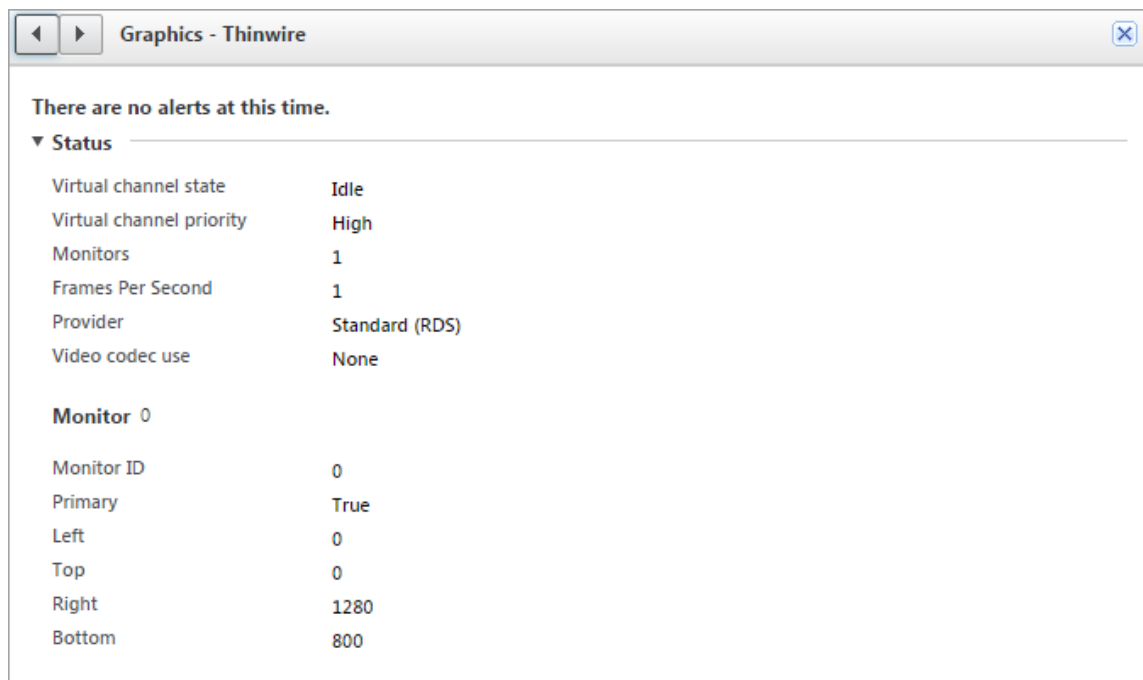 Graphics - Thinwire
There are no alerts at this time.
Status
Virtual channel state Idle
Virtual channel priority High
Monitors 1
Frames Per Second 1
Provider Standard (RDS)
Video codec use None
Monitor 0
Monitor ID 0
Primary True
Left 0
Top 0
Right 1280
Bottom 800